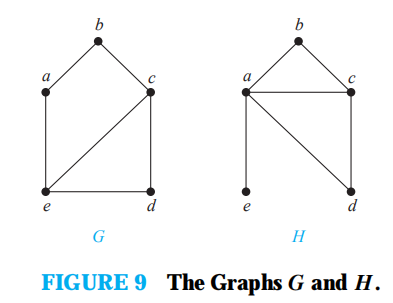 b b
a c a c
e d e d
G H
FIGURE 9 The Graphs G and H.